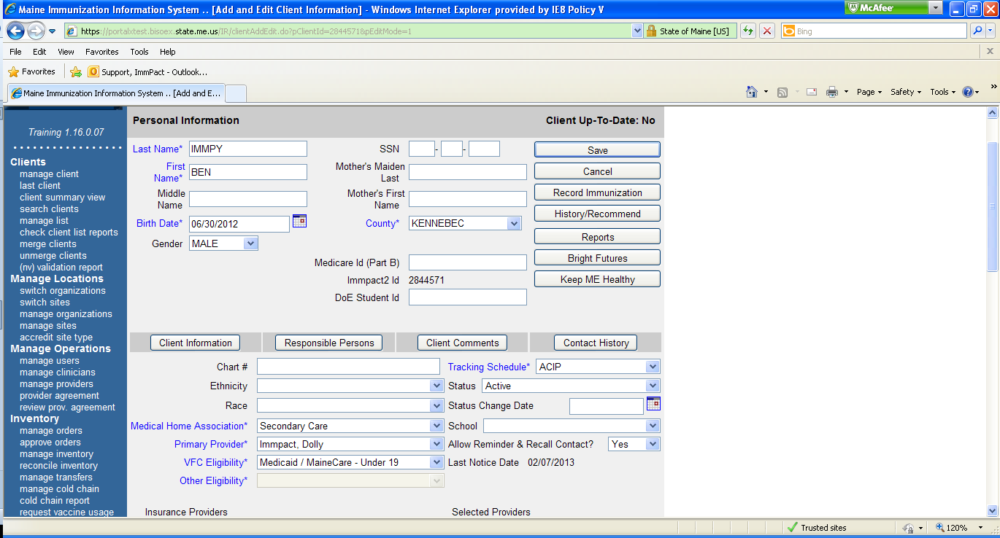 Maine Immunization Information System .. [Add and Edit Client Information] - Windows Internet Explorer provided by IE8 Policy V
McAfee
https://portalxtest.bisoex.state.me.us/IR/clientAddEdit.do?pClientId=2844571&pEditMode=1
State of Maine [US]
Bing
File Edit View Favorites Tools Help
Favorites
Support, ImmPact - Outlook...
Maine Immunization Information System .. [Add and E...
Page
Safety
Tools
Training 1.16.0.07
Clients
manage client
last client
client summary view
search clients
manage list
check client list reports
merge clients
unmerge clients
(nv) validation report
Manage Locations
switch organizations
switch sites
manage organizations
manage sites
accredit site type
Manage Operations
manage users
manage clinicians
manage providers
provider agreement
review prov. agreement
Inventory
manage orders
approve orders
manage inventory
reconcile inventory
manage transfers
manage cold chain
cold chain report
request vaccine usage
Personal Information
Client Up-To-Date: No
Last Name* IMMPY
SSN - -
First Name* BEN
Mother's Maiden Last
Middle Name
Mother's First Name
Birth Date* 06/30/2012
County* KENNEBEC
Gender MALE
Medicare Id (Part B)
Immpact2 Id 2844571
DoE Student Id
Save
Cancel
Record Immunization
History/Recommend
Reports
Bright Futures
Keep ME Healthy
Client Information
Responsible Persons
Client Comments
Contact History
Chart #
Tracking Schedule* ACIP
Ethnicity
Status Active
Race
Status Change Date
Medical Home Association* Secondary Care
School
Primary Provider* Immpact, Dolly
Allow Reminder & Recall Contact? Yes
VFC Eligibility* Medicaid / MaineCare - Under 19
Last Notice Date 02/07/2013
Other Eligibility*
Insurance Providers
Selected Providers
Trusted sites
120%